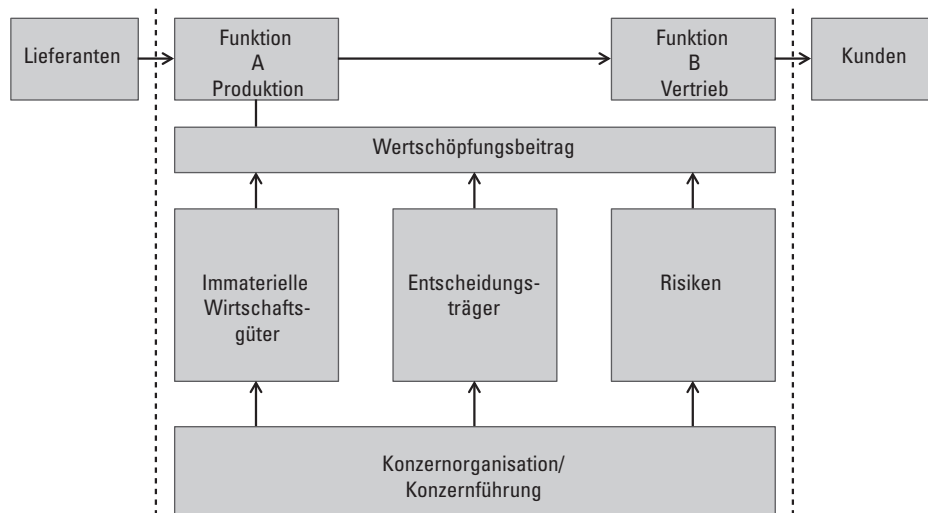 Lieferanten
Funktion
A
Produktion
Funktion
B
Vertrieb
Kunden
Wertschöpfungsbeitrag
Immaterielle
Wirtschafts-
güter
Entscheidungs-
träger
Risiken
Konzernorganisation/
Konzernführung